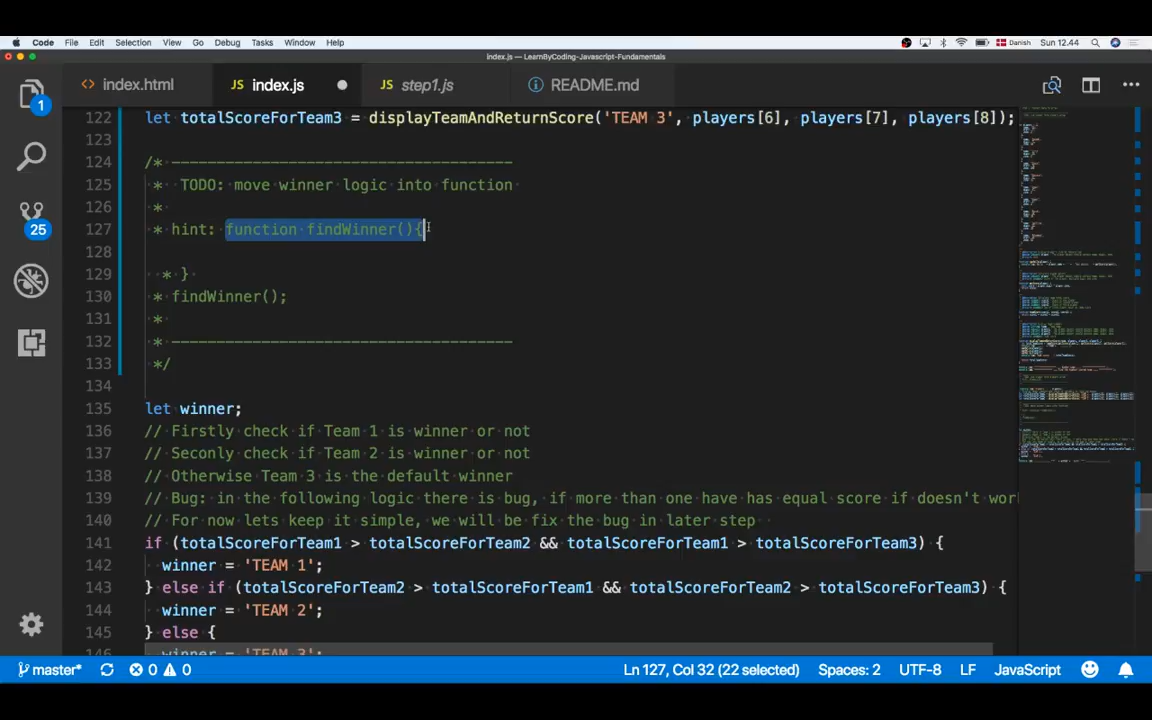 Code File Edit Selection View Go Debug Tasks Window Help Danish Sun 12.44
index.js — LearnByCoding-Javascript-Fundamentals
index.html JS index.js JS step1.js README.md
122 let totalScoreForTeam3 = displayTeamAndReturnScore('TEAM 3', players[6], players[7], players[8]);
123
124 /* --------------------------------------
125 * TODO: move winner logic into function
126 *
127 * hint: function findWinner(){
128
129 * }
130 * findWinner();
131 *
132 * --------------------------------------
133 */
134
135 let winner;
136 // Firstly check if Team 1 is winner or not
137 // Seconly check if Team 2 is winner or not
138 // Otherwise Team 3 is the default winner
139 // Bug: in the following logic there is bug, if more than one have has equal score if doesn't wor
140 // For now lets keep it simple, we will be fix the bug in later step
141 if (totalScoreForTeam1 > totalScoreForTeam2 && totalScoreForTeam1 > totalScoreForTeam3) {
142 winner = 'TEAM 1';
143 } else if (totalScoreForTeam2 > totalScoreForTeam1 && totalScoreForTeam2 > totalScoreForTeam3) {
144 winner = 'TEAM 2';
145 } else {
146 winner = 'TEAM 3';
1
25
master* 0 0 Ln 127, Col 32 (22 selected) Spaces: 2 UTF-8 LF JavaScript